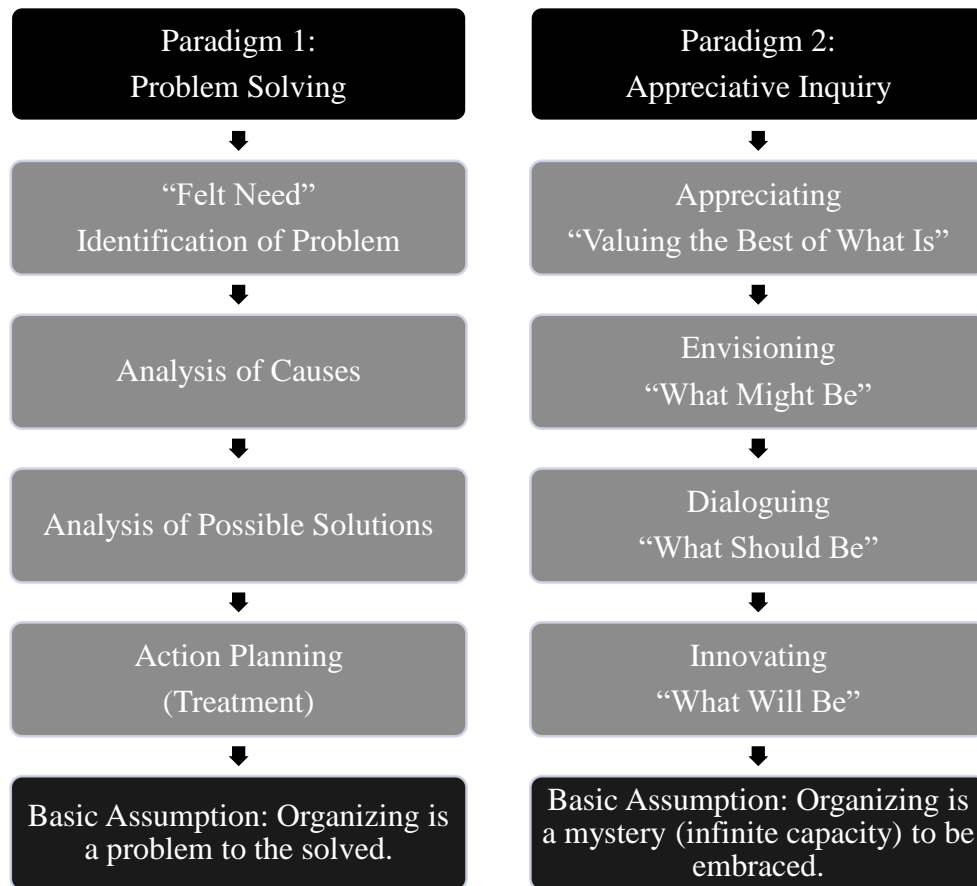 Paradigm 1:
Problem Solving
“Felt Need”
Identification of Problem
Analysis of Causes
Analysis of Possible Solutions
Action Planning
(Treatment)
Basic Assumption: Organizing is
a problem to the solved.
Paradigm 2:
Appreciative Inquiry
Appreciating
“Valuing the Best of What Is”
Envisioning
“What Might Be”
Dialoguing
“What Should Be”
Innovating
“What Will Be”
Basic Assumption: Organizing is
a mystery (infinite capacity) to be
embraced.